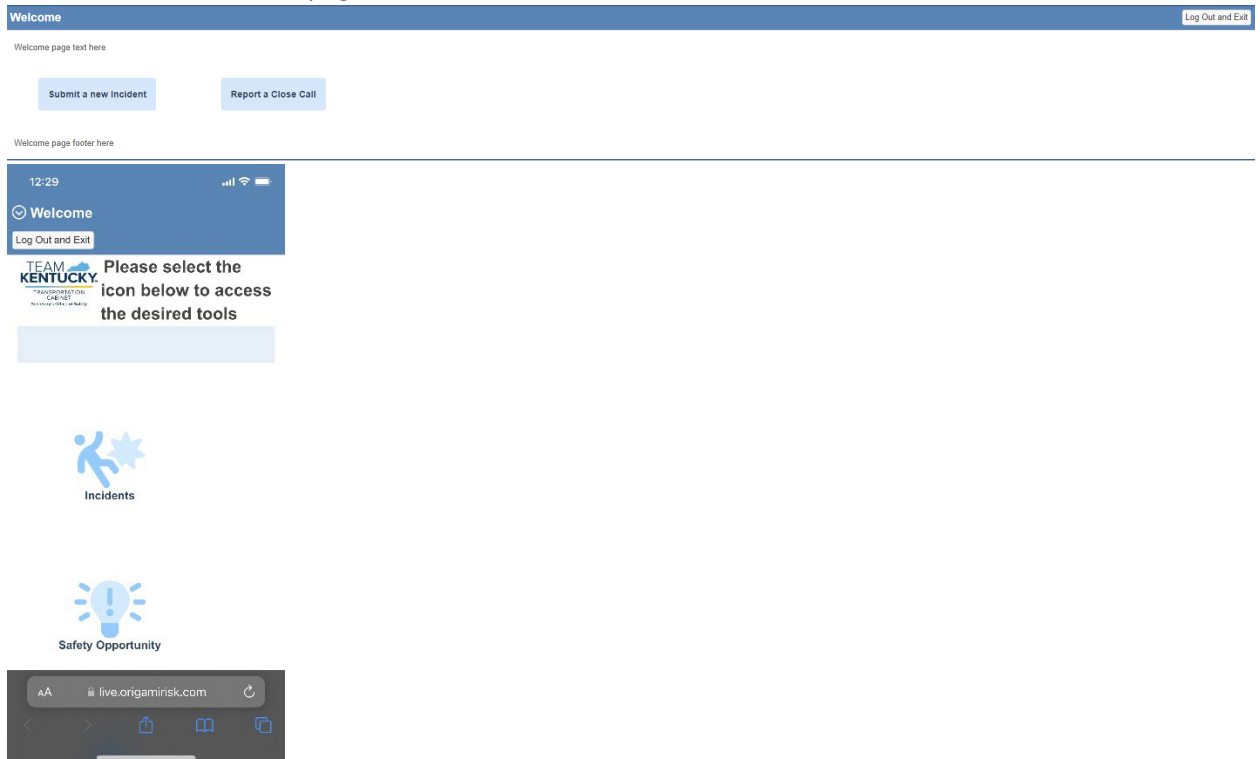 Welcome
Log Out and Exit
Welcome page text here
Submit a new Incident
Report a Close Call
Welcome page footer here
12:29
Welcome
Log Out and Exit
TEAM
KENTUCKY.
TRANSPORTATION
CABINET
Please select the
icon below to access
the desired tools
Incidents
Safety Opportunity
AA
live.origamirisk.com